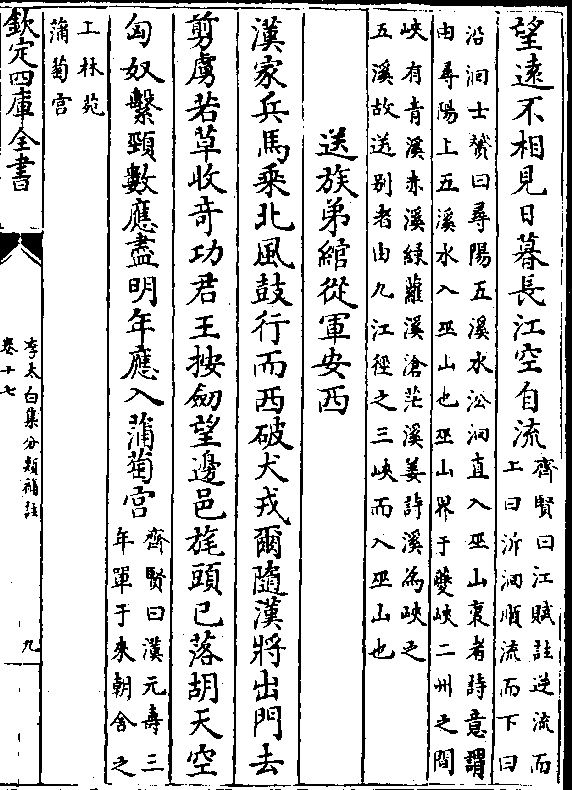 望遠不相見日暮長江空自流
齊賢曰江賦註逆流而
上曰泝洄順流而下曰
沿洄士贇曰尋陽五溪水沿洄直入巫山裏者詩意謂
由尋陽上五溪水入巫山也巫山界于夔峽二州之間
峽有青溪赤溪綠蘿溪滄茫溪姜詩溪為峽之
五溪故送别者由九江徑之三峽而入巫山也
送族弟綰從軍安西
漢家兵馬乘北風鼓行而西破犬戎爾隨漢將出門去
剪虜若草收奇功君王按劒望邊邑旄頭已落胡天空
匈奴繫頸數應盡明年應入蒲萄宫
齊賢曰漢元壽三
年單于來朝舍之
上林苑
蒲萄宫
欽定四庫全書
李太白集分類補註
卷十七
九